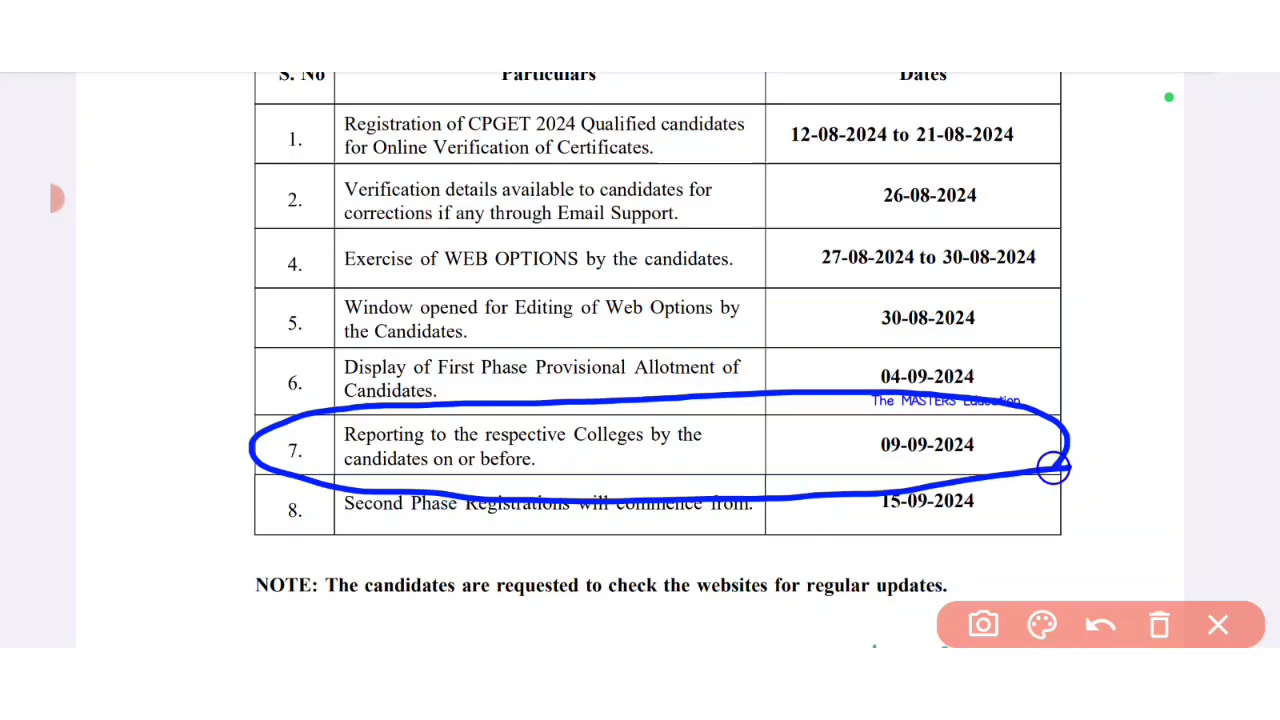 S. No Particulars Dates
1. Registration of CPGET 2024 Qualified candidates for Online Verification of Certificates. 12-08-2024 to 21-08-2024
2. Verification details available to candidates for corrections if any through Email Support. 26-08-2024
4. Exercise of WEB OPTIONS by the candidates. 27-08-2024 to 30-08-2024
5. Window opened for Editing of Web Options by the Candidates. 30-08-2024
6. Display of First Phase Provisional Allotment of Candidates. 04-09-2024
The MASTERS Education
7. Reporting to the respective Colleges by the candidates on or before. 09-09-2024
8. Second Phase Registrations will commence from. 15-09-2024
NOTE: The candidates are requested to check the websites for regular updates.